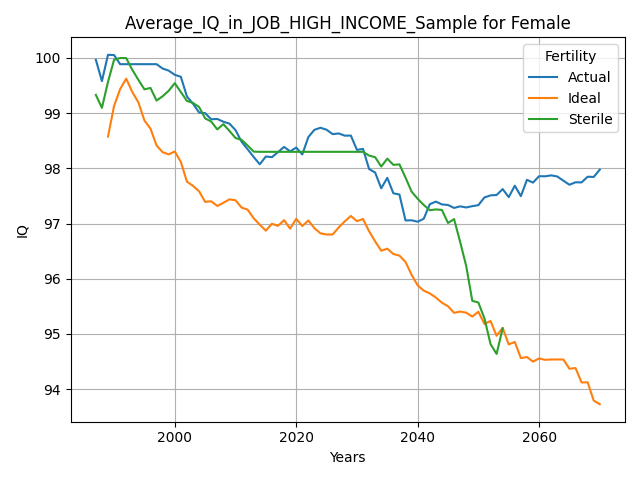 Average_IQ_in_JOB_HIGH_INCOME_Sample for Female
Fertility
Actual
Ideal
Sterile
IQ
100
99
98
97
96
95
94
2000
2020
2040
2060
Years